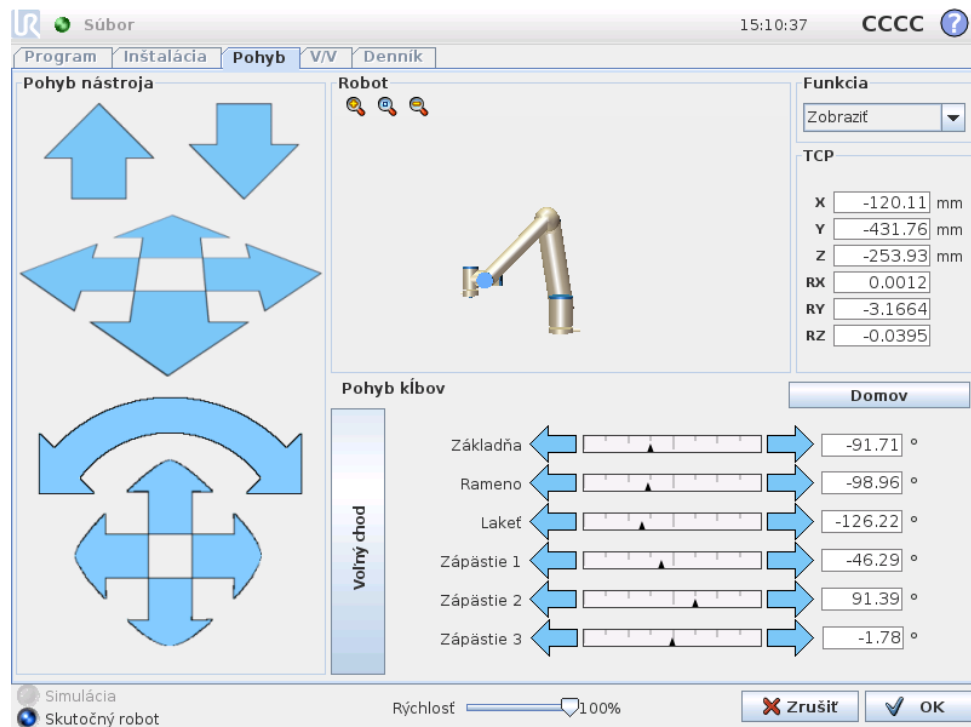 UR Súbor 15:10:37 CCCC ?
Program Inštalácia Pohyb V/V Denník
Pohyb nástroja
Robot
Funkcia
Zobraziť
TCP
X -120.11 mm
Y -431.76 mm
Z -253.93 mm
RX 0.0012
RY -3.1664
RZ -0.0395
Pohyb kĺbov
Domov
Voľný chod
Základňa -91.71 °
Rameno -98.96 °
Lakeť -126.22 °
Zápästie 1 -46.29 °
Zápästie 2 91.39 °
Zápästie 3 -1.78 °
Simulácia
Skutočný robot
Rýchlosť 100%
Zrušiť
OK